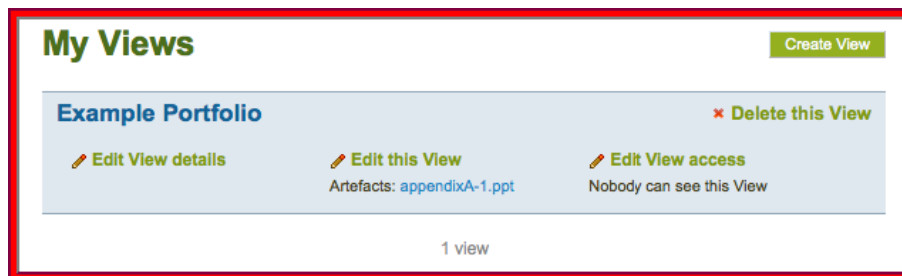 My Views
Create View
Example Portfolio
Delete this View
Edit View details
Edit this View
Edit View access
Artefacts: appendixA-1.ppt
Nobody can see this View
1 view